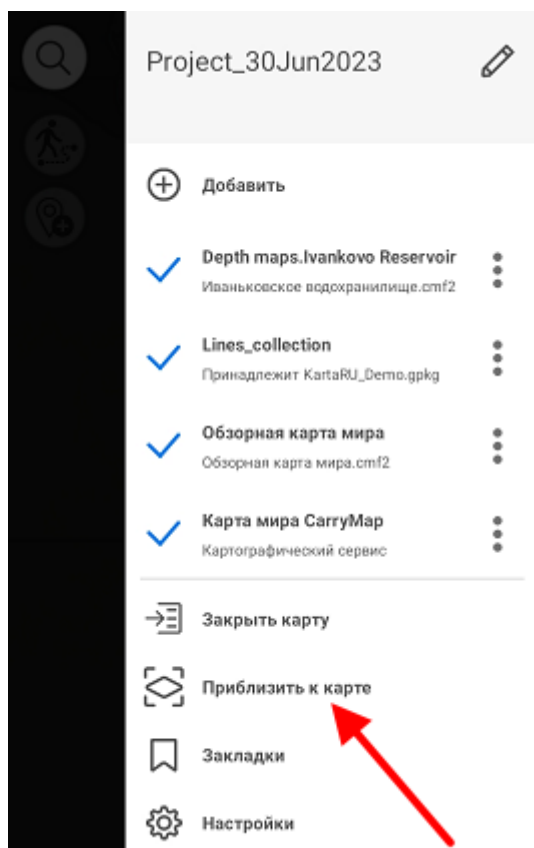 Project_30Jun2023
Добавить
Depth maps.Ivankovo Reservoir
Иваньковское водохранилище.cmf2
Lines_collection
Принадлежит KartaRU_Demo.gpkg
Обзорная карта мира
Обзорная карта мира.cmf2
Карта мира CarryMap
Картографический сервис
Закрыть карту
Приблизить к карте
Закладки
Настройки